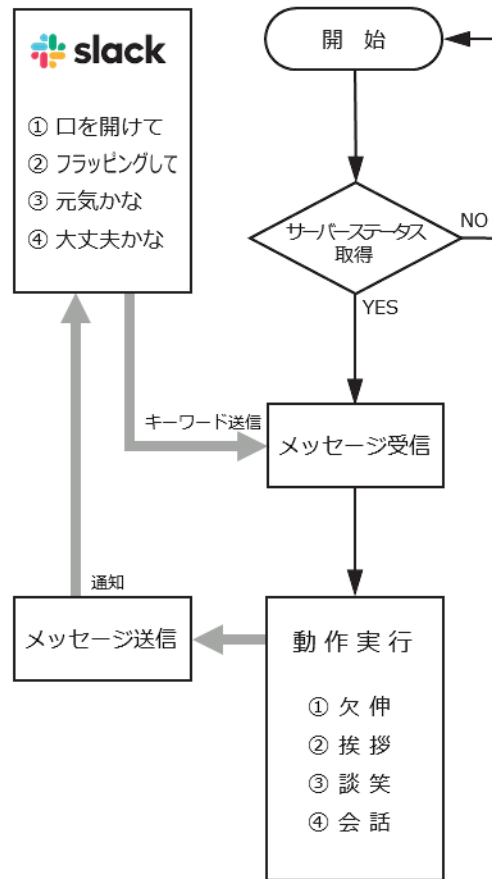 slack
① 口を開けて
② フラッピングして
③ 元気かな
④ 大丈夫かな
開 始
サーバーステータス
取得
NO
YES
キーワード送信
メッセージ受信
通知
メッセージ送信
動 作 実 行
① 欠 伸
② 挨 拶
③ 談 笑
④ 会 話